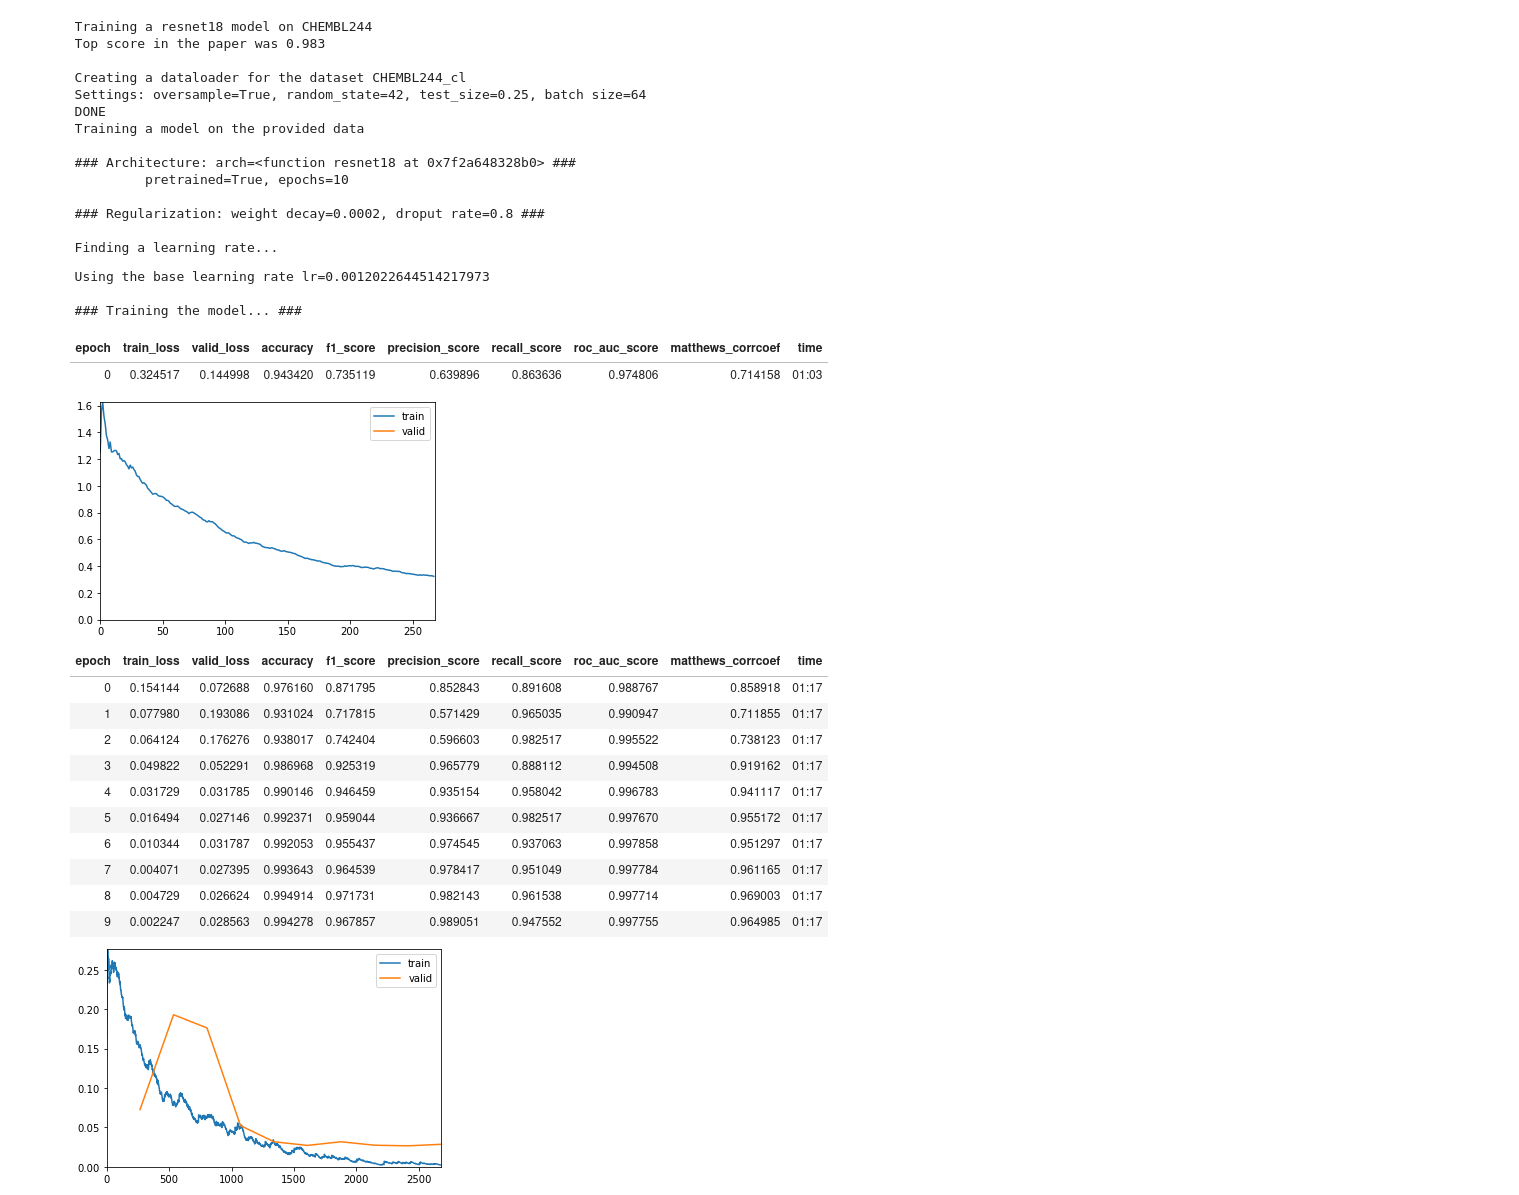 Training a resnet18 model on CHEMBL244
Top score in the paper was 0.983
Creating a dataloader for the dataset CHEMBL244_cl
Settings: oversample=True, random_state=42, test_size=0.25, batch size=64
DONE
Training a model on the provided data
### Architecture: arch=<function resnet18 at 0x7f2a648328b0> ###
pretrained=True, epochs=10
### Regularization: weight decay=0.0002, droput rate=0.8 ###
Finding a learning rate...
Using the base learning rate lr=0.0012022644514217973
### Training the model... ###
epoch train_loss valid_loss accuracy f1_score precision_score recall_score roc_auc_score matthews_corrcoef time
0 0.324517 0.144998 0.943420 0.735119 0.639896 0.863636 0.974806 0.714158 01:03
1.6
1.4
1.2
1.0
0.8
0.6
0.4
0.2
0.0
train
valid
0 50 100 150 200 250
epoch train_loss valid_loss accuracy f1_score precision_score recall_score roc_auc_score matthews_corrcoef time
0 0.154144 0.072688 0.976160 0.871795 0.852843 0.891608 0.988767 0.858918 01:17
1 0.077980 0.193086 0.931024 0.717815 0.571429 0.965035 0.990947 0.711855 01:17
2 0.064124 0.176276 0.938017 0.742404 0.596603 0.982517 0.995522 0.738123 01:17
3 0.049822 0.052291 0.986968 0.925319 0.965779 0.888112 0.994508 0.919162 01:17
4 0.031729 0.031785 0.990146 0.946459 0.935154 0.958042 0.996783 0.941117 01:17
5 0.016494 0.027146 0.992371 0.959044 0.936667 0.982517 0.997670 0.955172 01:17
6 0.010344 0.031787 0.992053 0.955437 0.974545 0.937063 0.997858 0.951297 01:17
7 0.004071 0.027395 0.993643 0.964539 0.978417 0.951049 0.997784 0.961165 01:17
8 0.004729 0.026624 0.994914 0.971731 0.982143 0.961538 0.997714 0.969003 01:17
9 0.002247 0.028563 0.994278 0.967857 0.989051 0.947552 0.997755 0.964985 01:17
0.25
0.20
0.15
0.10
0.05
0.00
train
valid
0 500 1000 1500 2000 2500